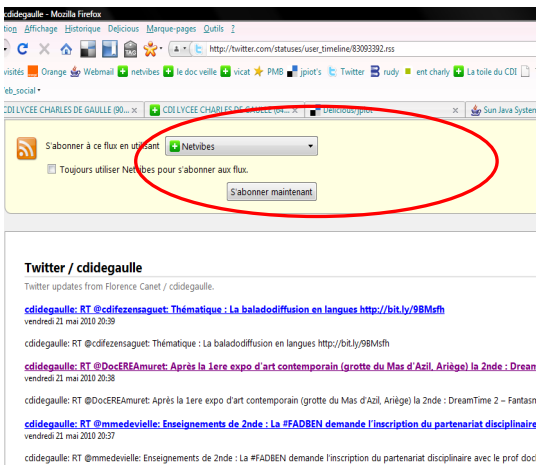 cdidegaulle - Mozilla Firefox
Affichage Historique Delicious Marque-pages Outils ?
http://twitter.com/statuses/user_timeline/83093392.rss
visités Orange Webmail netvibes le doc veille vicat PMB jpiot's Twitter rudy ent charly La toile du CDI
eb_social
CDI LYCEE CHARLES DE GAULLE (90... × CDI LYCEE CHARLES DE GAULLE (84... × Delicious/jpiot × Sun Java System
S'abonner à ce flux en utilisant Netvibes
Toujours utiliser Netvibes pour s'abonner aux flux.
S'abonner maintenant
Twitter / cdidegaulle
Twitter updates from Florence Canet / cdidegaulle.
cdidegaulle: RT @cdifezensaguet: Thématique : La baladodiffusion en langues http://bit.ly/9BMsfh
vendredi 21 mai 2010 20:39
cdidegaulle: RT @cdifezensaguet: Thématique : La baladodiffusion en langues http://bit.ly/9BMsfh
cdidegaulle: RT @DocEREAmuret: Après la 1ere expo d'art contemporain (grotte du Mas d'Azil, Ariège) la 2nde : Dream
vendredi 21 mai 2010 20:38
cdidegaulle: RT @DocEREAmuret: Après la 1ere expo d'art contemporain (grotte du Mas d'Azil, Ariège) la 2nde : DreamTime 2 – Fantasm
cdidegaulle: RT @mmedevielle: Enseignements de 2nde : La #FADBEN demande l'inscription du partenariat disciplinaire
vendredi 21 mai 2010 20:37
cdidegaulle: RT @mmedevielle: Enseignements de 2nde : La #FADBEN demande l'inscription du partenariat disciplinaire avec le prof doc